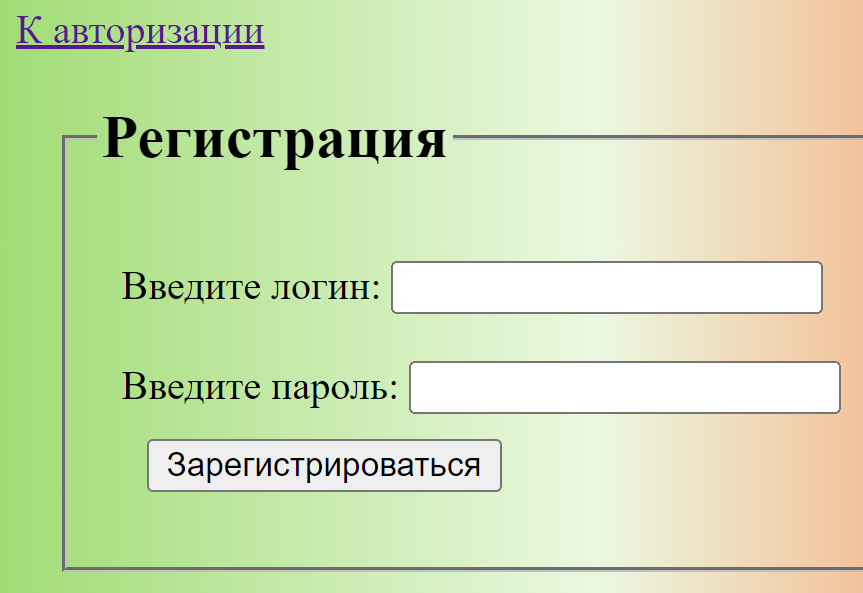 К авторизации
Регистрация
Введите логин:
Введите пароль:
Зарегистрироваться